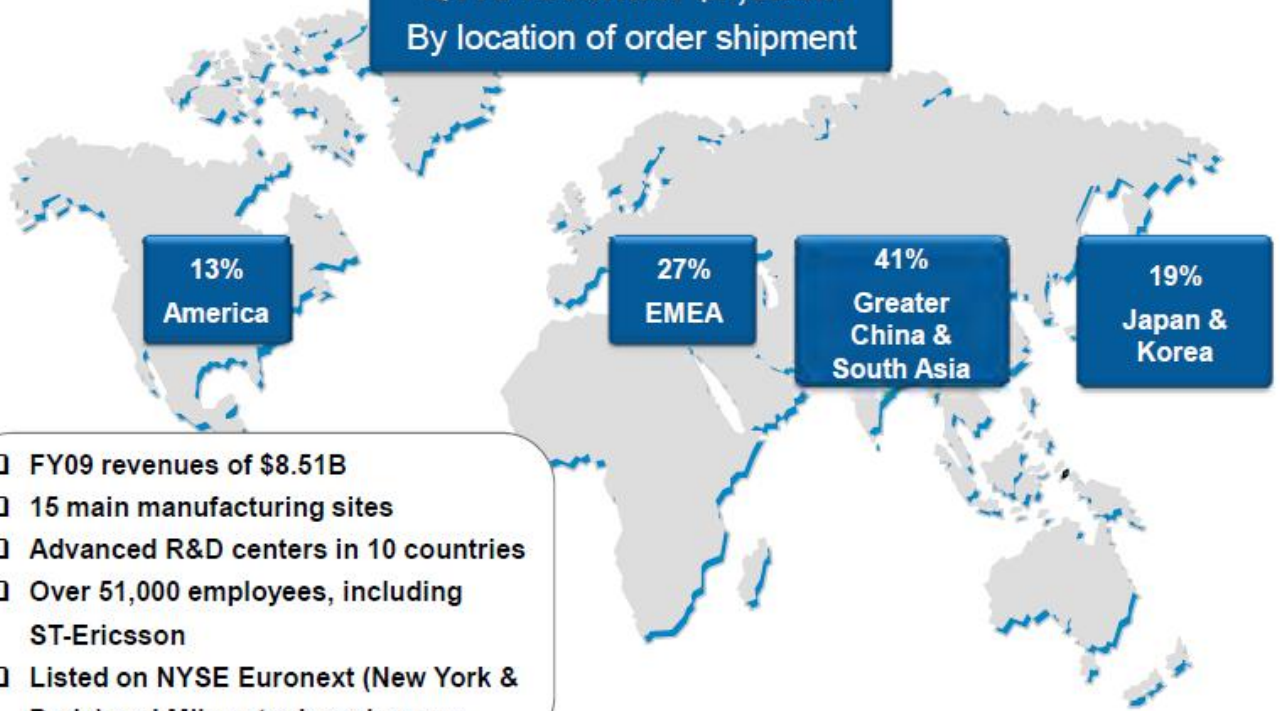 By location of order shipment
13%
America
27%
EMEA
41%
Greater
China &
South Asia
19%
Japan &
Korea
FY09 revenues of $8.51B
15 main manufacturing sites
Advanced R&D centers in 10 countries
Over 51,000 employees, including
ST-Ericsson
Listed on NYSE Euronext (New York &